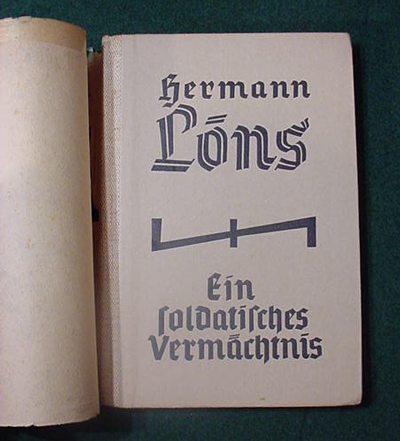 Hermann
Löns
Ein
soldatisches
Vermächtnis